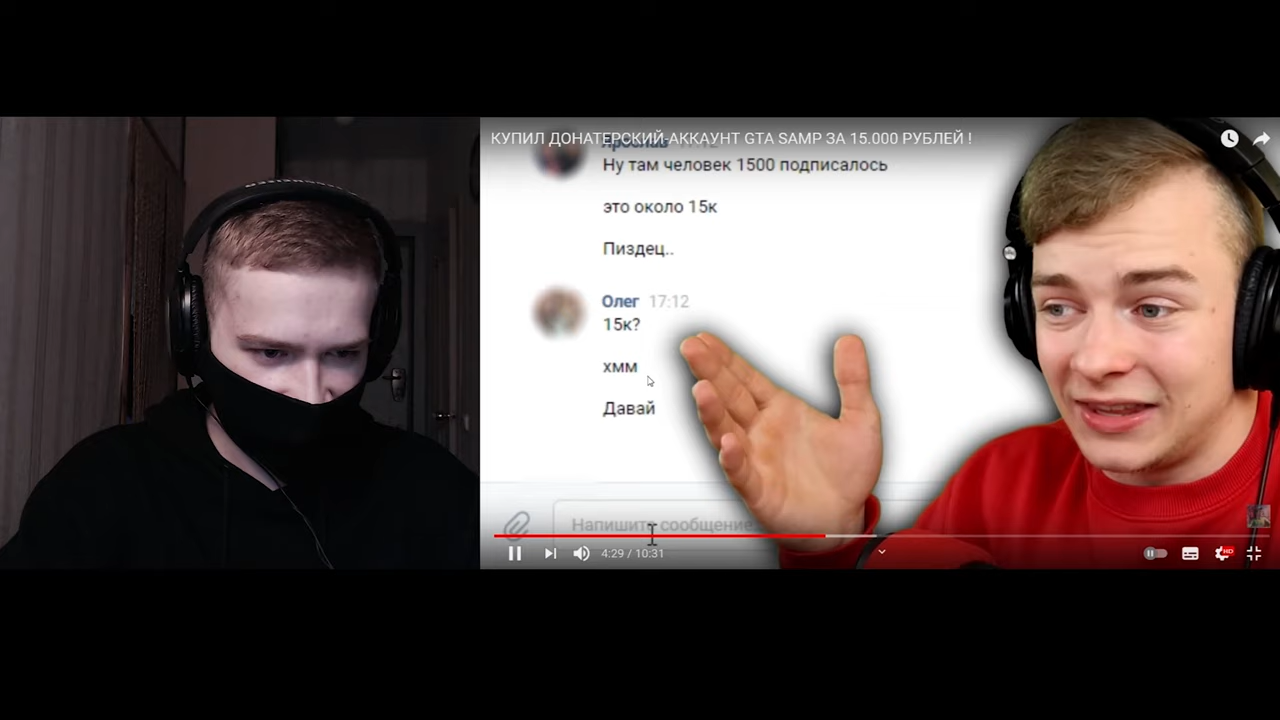 КУПИЛ ДОНАТЕРСКИЙ-АККАУНТ GTA SAMP ЗА 15.000 РУБЛЕЙ !
Ну там человек 1500 подписалось
это около 15к
Пиздец..
Олег 17:12
15к?
хмм
Давай
Напишите сообщение...
4:29 / 10:31
HD